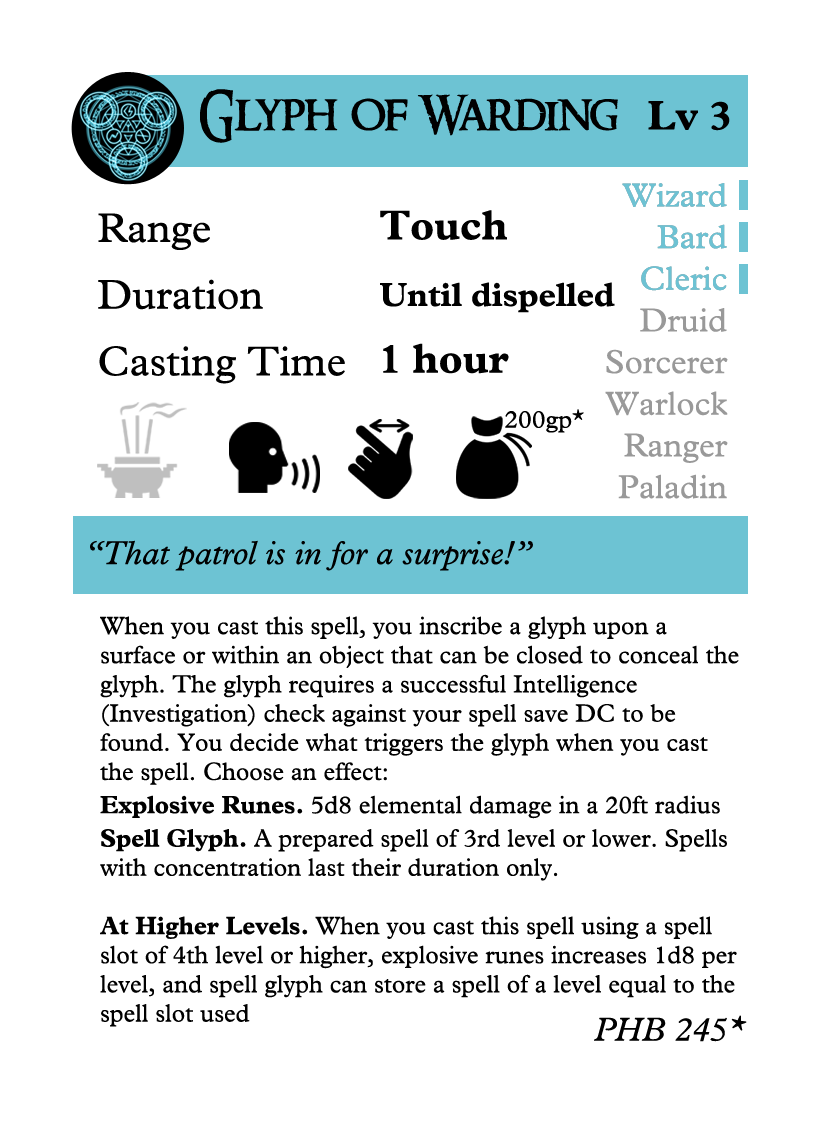 Glyph of Warding Lv 3
Wizard
Bard
Cleric
Druid
Sorcerer
Warlock
Ranger
Paladin
Range Touch
Duration Until dispelled
Casting Time 1 hour
200gp*
“That patrol is in for a surprise!”
When you cast this spell, you inscribe a glyph upon a
surface or within an object that can be closed to conceal the
glyph. The glyph requires a successful Intelligence
(Investigation) check against your spell save DC to be
found. You decide what triggers the glyph when you cast
the spell. Choose an effect:
Explosive Runes. 5d8 elemental damage in a 20ft radius
Spell Glyph. A prepared spell of 3rd level or lower. Spells
with concentration last their duration only.
At Higher Levels. When you cast this spell using a spell
slot of 4th level or higher, explosive runes increases 1d8 per
level, and spell glyph can store a spell of a level equal to the
spell slot used
PHB 245*